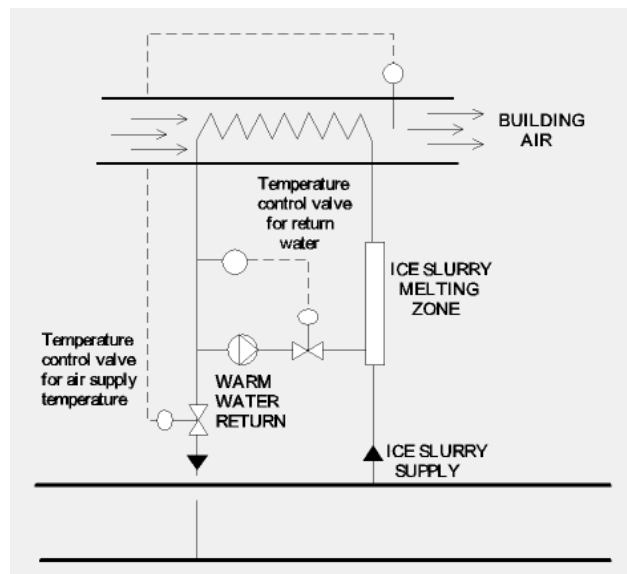 BUILDING
AIR
Temperature
control valve
for return
water
ICE SLURRY
MELTING
ZONE
Temperature
control valve
for air supply
temperature
WARM
WATER
RETURN
ICE SLURRY
SUPPLY